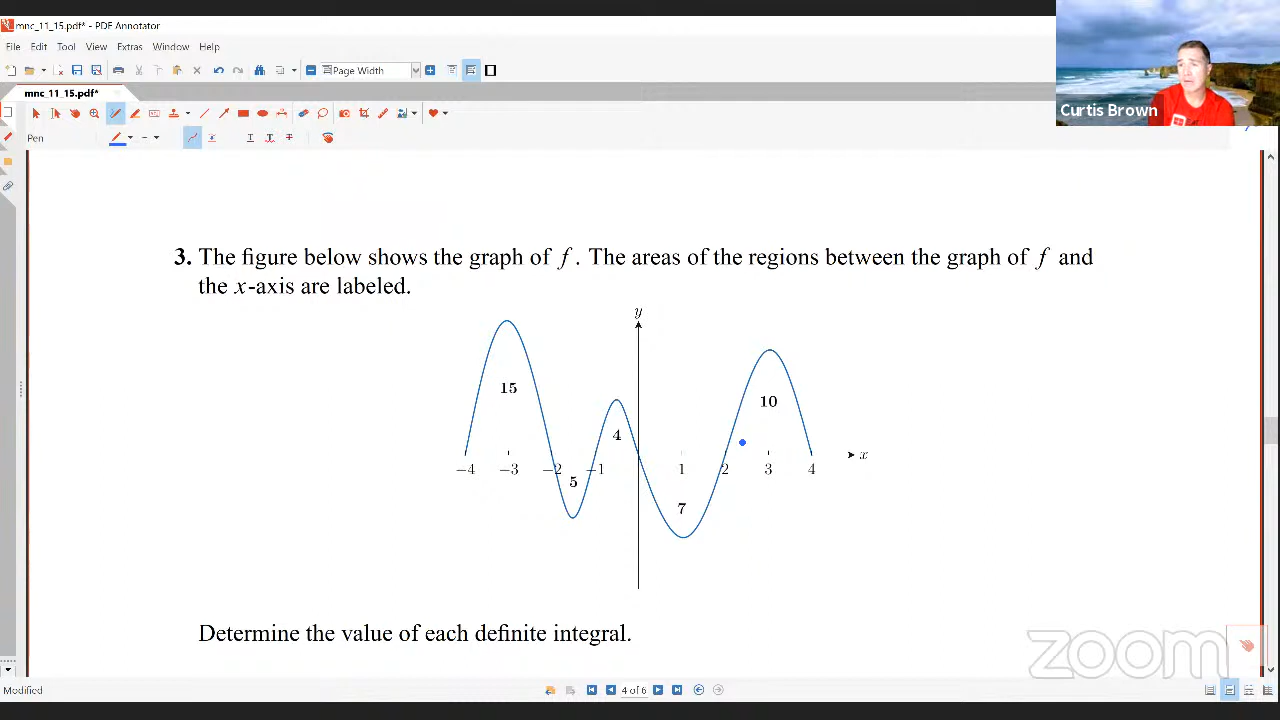 mnc_11_15.pdf* - PDF Annotator
File Edit Tool View Extras Window Help
Page Width
mnc_11_15.pdf*
Pen
Curtis Brown
3. The figure below shows the graph of f. The areas of the regions between the graph of f and
the x-axis are labeled.
y
15
10
4
x
−4 −3 −2 −1 1 2 3 4
5
7
Determine the value of each definite integral.
zoom
Modified
4 of 6